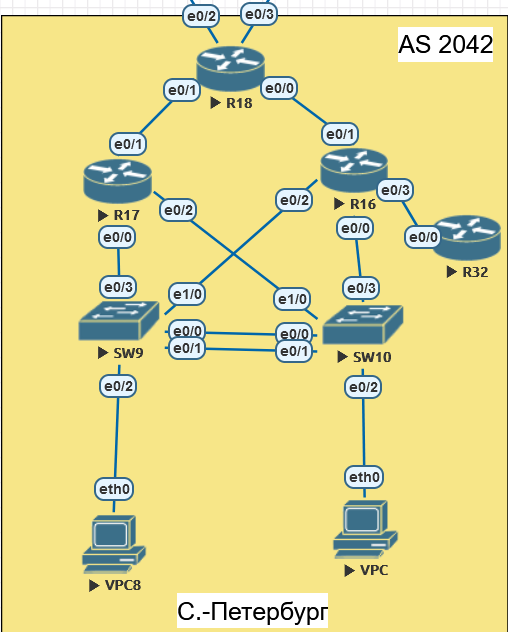 e0/2
e0/3
AS 2042
R18
e0/1
e0/0
e0/1
e0/1
R17
R16
e0/2
e0/2
e0/3
e0/0
e0/0
e0/0
R32
e0/3
e0/3
e1/0
e1/0
e0/0
e0/0
e0/1
e0/1
SW9
SW10
e0/2
e0/2
eth0
eth0
VPC8
VPC
С.-Петербург